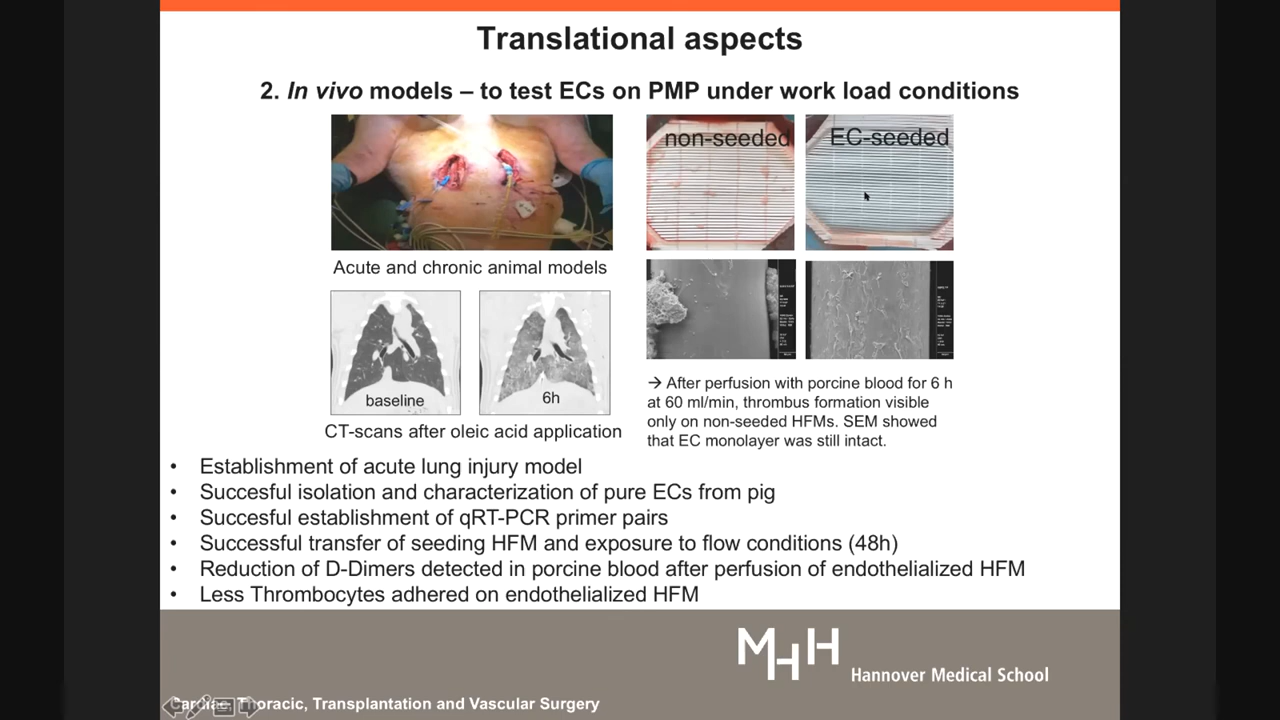 Translational aspects
2. In vivo models – to test ECs on PMP under work load conditions
non-seeded
EC-seeded
Acute and chronic animal models
baseline
6h
CT-scans after oleic acid application
→ After perfusion with porcine blood for 6 h
at 60 ml/min, thrombus formation visible
only on non-seeded HFMs. SEM showed
that EC monolayer was still intact.
• Establishment of acute lung injury model
• Succesful isolation and characterization of pure ECs from pig
• Succesful establishment of qRT-PCR primer pairs
• Successful transfer of seeding HFM and exposure to flow conditions (48h)
• Reduction of D-Dimers detected in porcine blood after perfusion of endothelialized HFM
• Less Thrombocytes adhered on endothelialized HFM
MHH
Hannover Medical School
Cardiac, Thoracic, Transplantation and Vascular Surgery